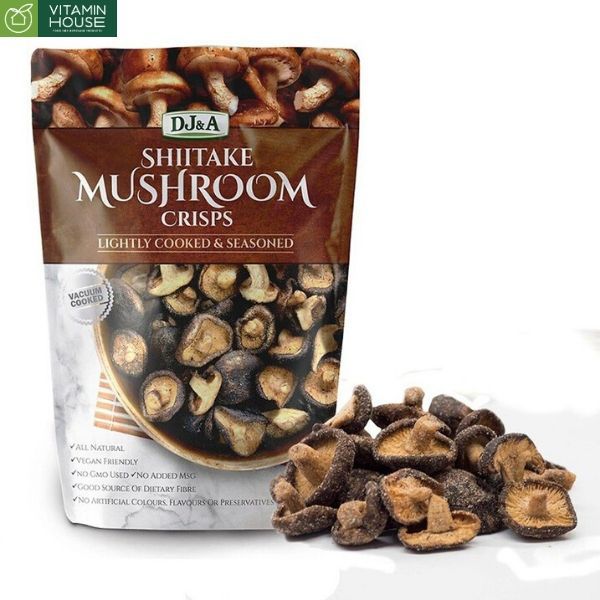 VITAMIN
HOUSE
DJ&A
SHIITAKE
MUSHROOM
CRISPS
LIGHTLY COOKED & SEASONED
VACUUM
COOKED
✓ALL NATURAL
✓VEGAN FRIENDLY
✓NO GMO USED ✓NO ADDED MSG
✓GOOD SOURCE OF DIETARY FIBRE
✓NO ARTIFICIAL COLOURS, FLAVOURS OR PRESERVATIVES